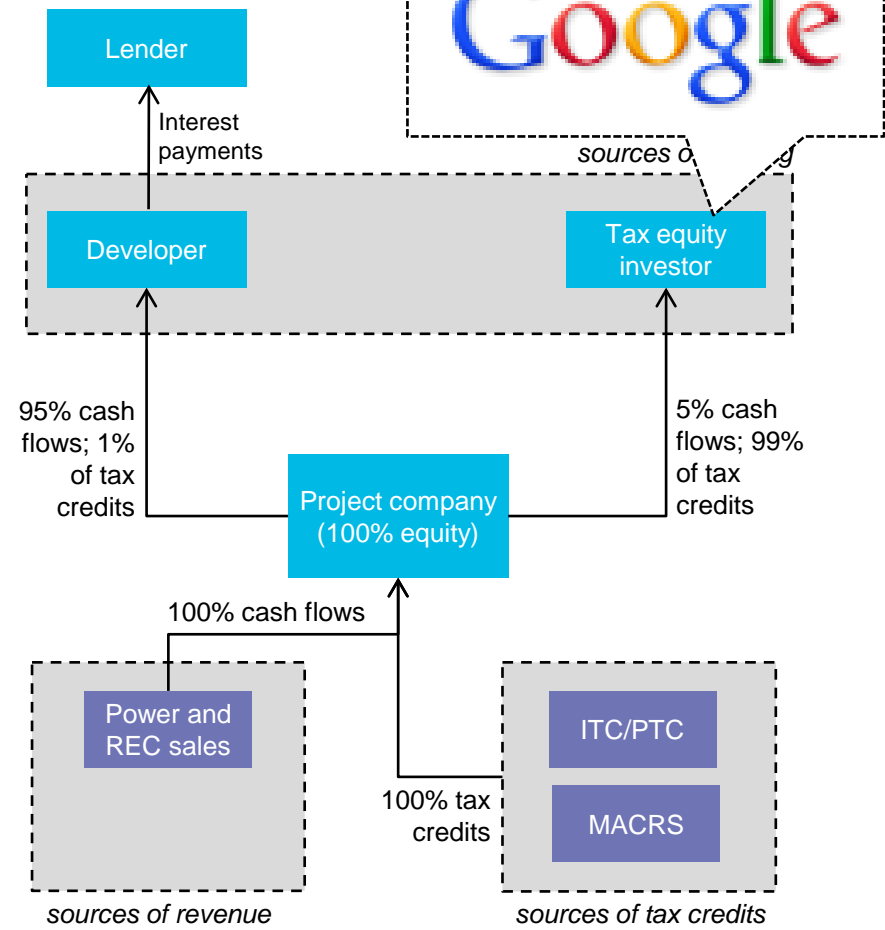 Google
Lender
Interest
payments
sources o
g
Developer
Tax equity
investor
95% cash
flows; 1%
of tax
credits
5% cash
flows; 99%
of tax
credits
Project company
(100% equity)
100% cash flows
Power and
REC sales
ITC/PTC
100% tax
credits
MACRS
sources of revenue
sources of tax credits